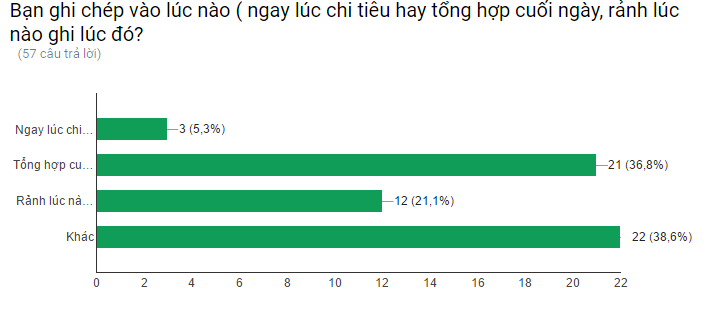 Bạn ghi chép vào lúc nào ( ngay lúc chi tiêu hay tổng hợp cuối ngày, rảnh lúc
nào ghi lúc đó?
(57 câu trả lời)
Ngay lúc chi... 3 (5,3%)
Tổng hợp cu... 21 (36,8%)
Rảnh lúc nà... 12 (21,1%)
Khác 22 (38,6%)
0 2 4 6 8 10 12 14 16 18 20 22